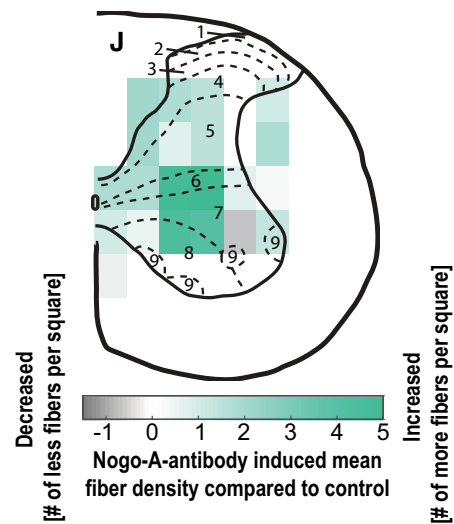 J
1
2
3
4
5
6
7
8
9
9
9
9
0
Decreased
[# of less fibers per square]
Increased
[# of more fibers per square]
-1 0 1 2 3 4 5
Nogo-A-antibody induced mean
fiber density compared to control